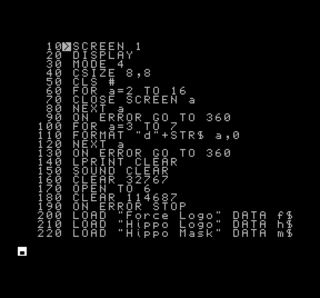 10>SCREEN 1
20 DISPLAY
30 MODE 4
40 CSIZE 8,8
50 CLS #
60 FOR a=2 TO 16
70 CLOSE SCREEN a
80 NEXT a
90 ON ERROR GO TO 360
100 FOR a=3 TO 7
110 FORMAT "d"+STR$ a,0
120 NEXT a
130 ON ERROR GO TO 360
140 LPRINT CLEAR
150 SOUND CLEAR
160 CLEAR 32767
170 OPEN TO 6
180 CLEAR 114687
190 ON ERROR STOP
200 LOAD "Force Logo" DATA f$
210 LOAD "Hippo Logo" DATA h$
220 LOAD "Hippo Mask" DATA m$